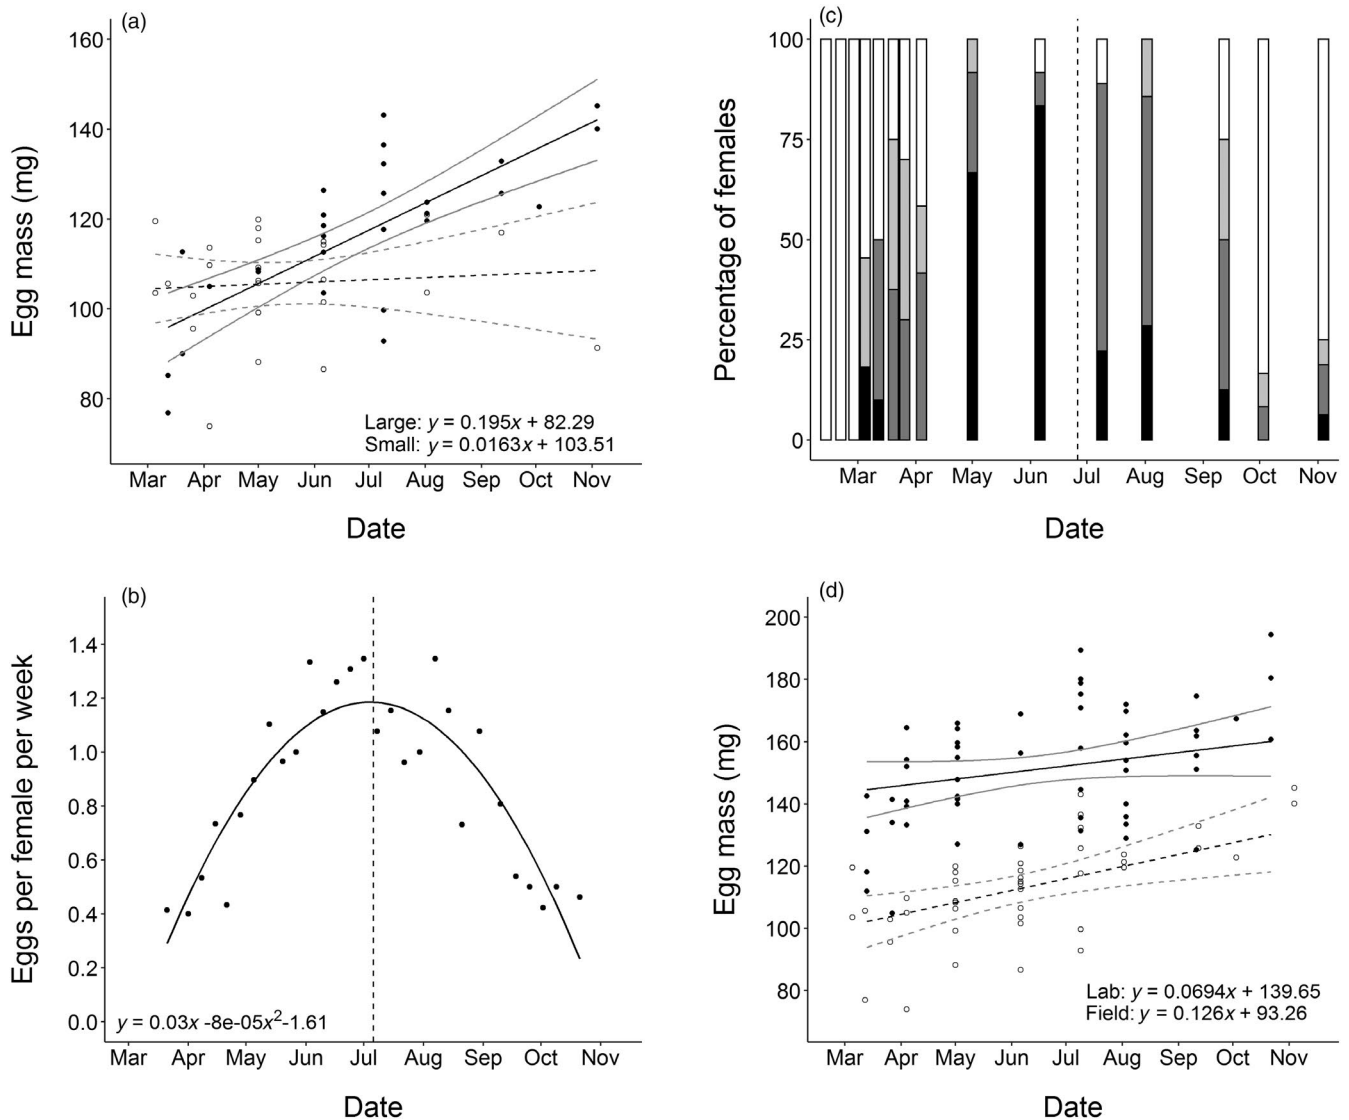 (a)
160
140
120
100
80
Egg mass (mg)
Large: y = 0.195x + 82.29
Small: y = 0.0163x + 103.51
Mar Apr May Jun Jul Aug Sep Oct Nov
Date
(c)
100
75
50
25
0
Percentage of females
Mar Apr May Jun Jul Aug Sep Oct Nov
Date
(b)
1.4
1.2
1.0
0.8
0.6
0.4
0.2
0.0
Eggs per female per week
y = 0.03x -8e-05x²-1.61
Mar Apr May Jun Jul Aug Sep Oct Nov
Date
(d)
200
180
160
140
120
100
80
Egg mass (mg)
Lab: y = 0.0694x + 139.65
Field: y = 0.126x + 93.26
Mar Apr May Jun Jul Aug Sep Oct Nov
Date